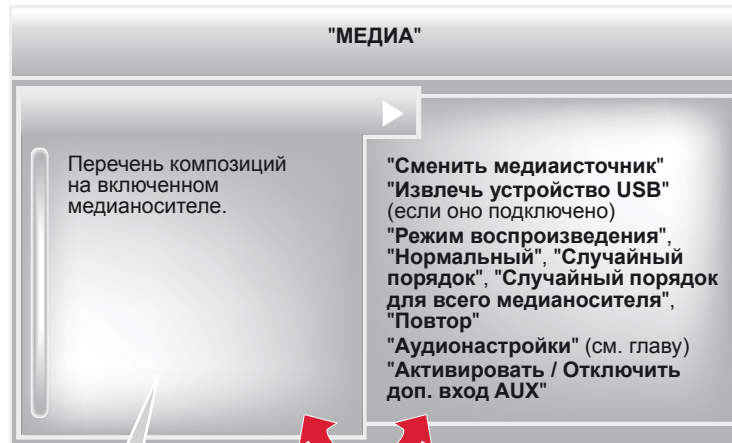 "МЕДИА"
Перечень композиций
на включенном
медианосителе.
"Сменить медиаисточник"
"Извлечь устройство USB"
(если оно подключено)
"Режим воспроизведения",
"Нормальный", "Случайный
порядок", "Случайный порядок
для всего медианосителя",
"Повтор"
"Аудионастройки" (см. главу)
"Активировать / Отключить
доп. вход AUX"